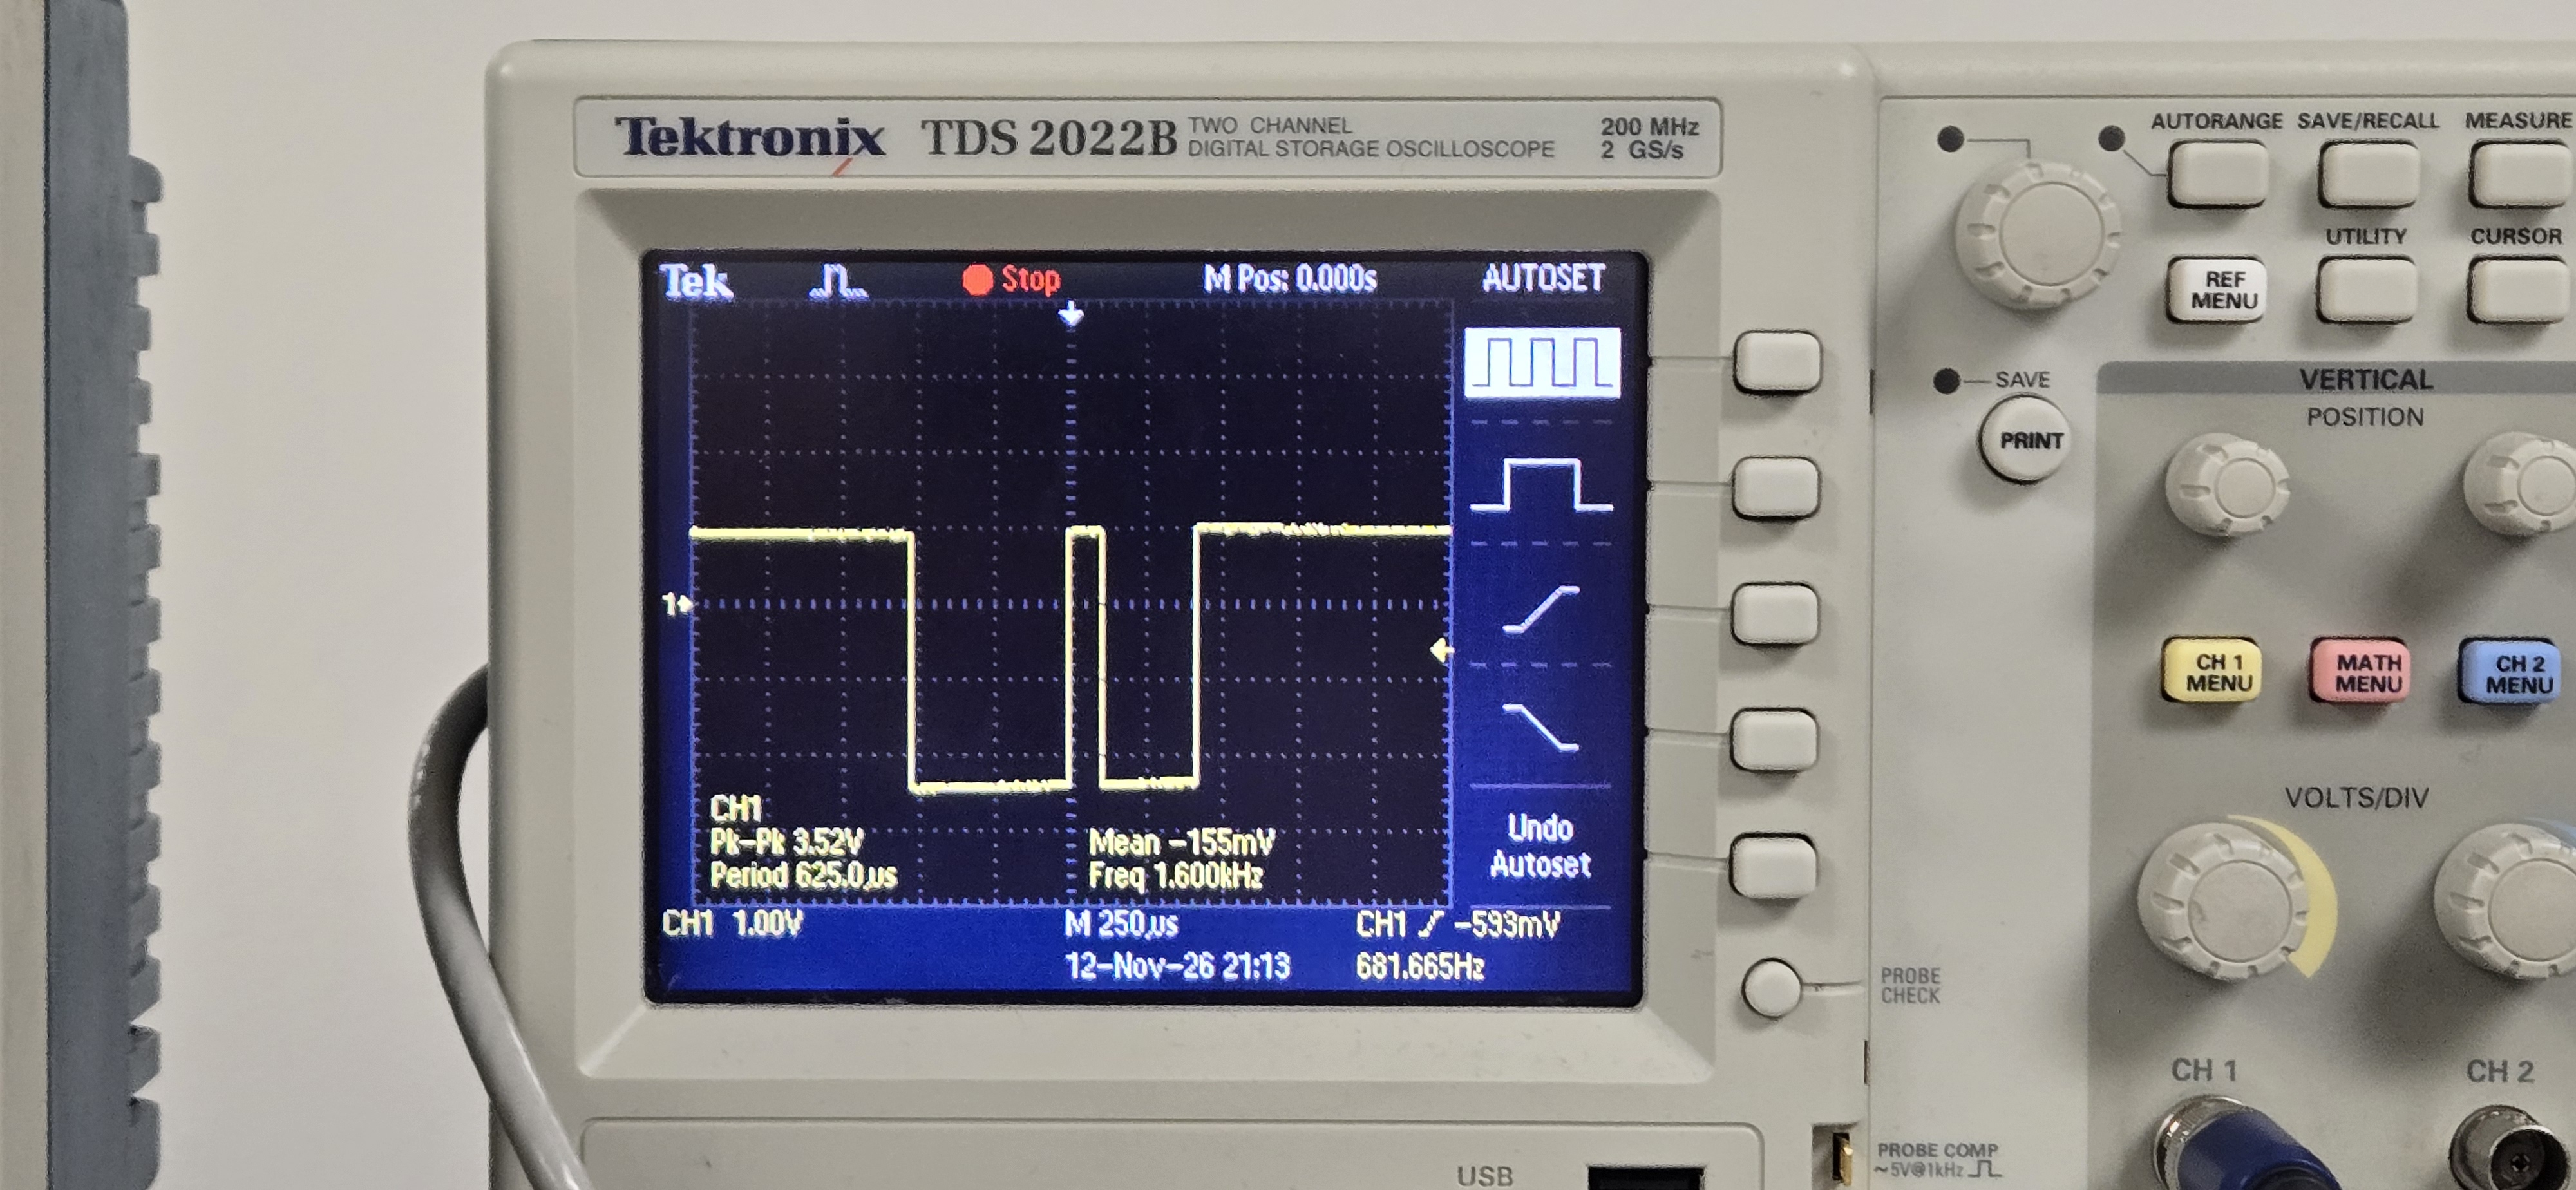 Tektronix TDS 2022B TWO CHANNEL DIGITAL STORAGE OSCILLOSCOPE
200 MHz
2 GS/s
Tek Stop M Pos: 0.000s AUTOSET
1
CH1
Pk-Pk 3.52V Mean -155mV
Period 625.0µs Freq 1.600kHz
CH1 1.00V M 250µs CH1 -593mV
12-Nov-26 21:13 681.665Hz
Undo
Autoset
AUTORANGE SAVE/RECALL MEASURE
REF
MENU
UTILITY CURSOR
SAVE
PRINT
VERTICAL
POSITION
CH 1
MENU
MATH
MENU
CH 2
MENU
VOLTS/DIV
PROBE
CHECK
CH 1 CH 2
PROBE COMP
~5V@1kHz
USB